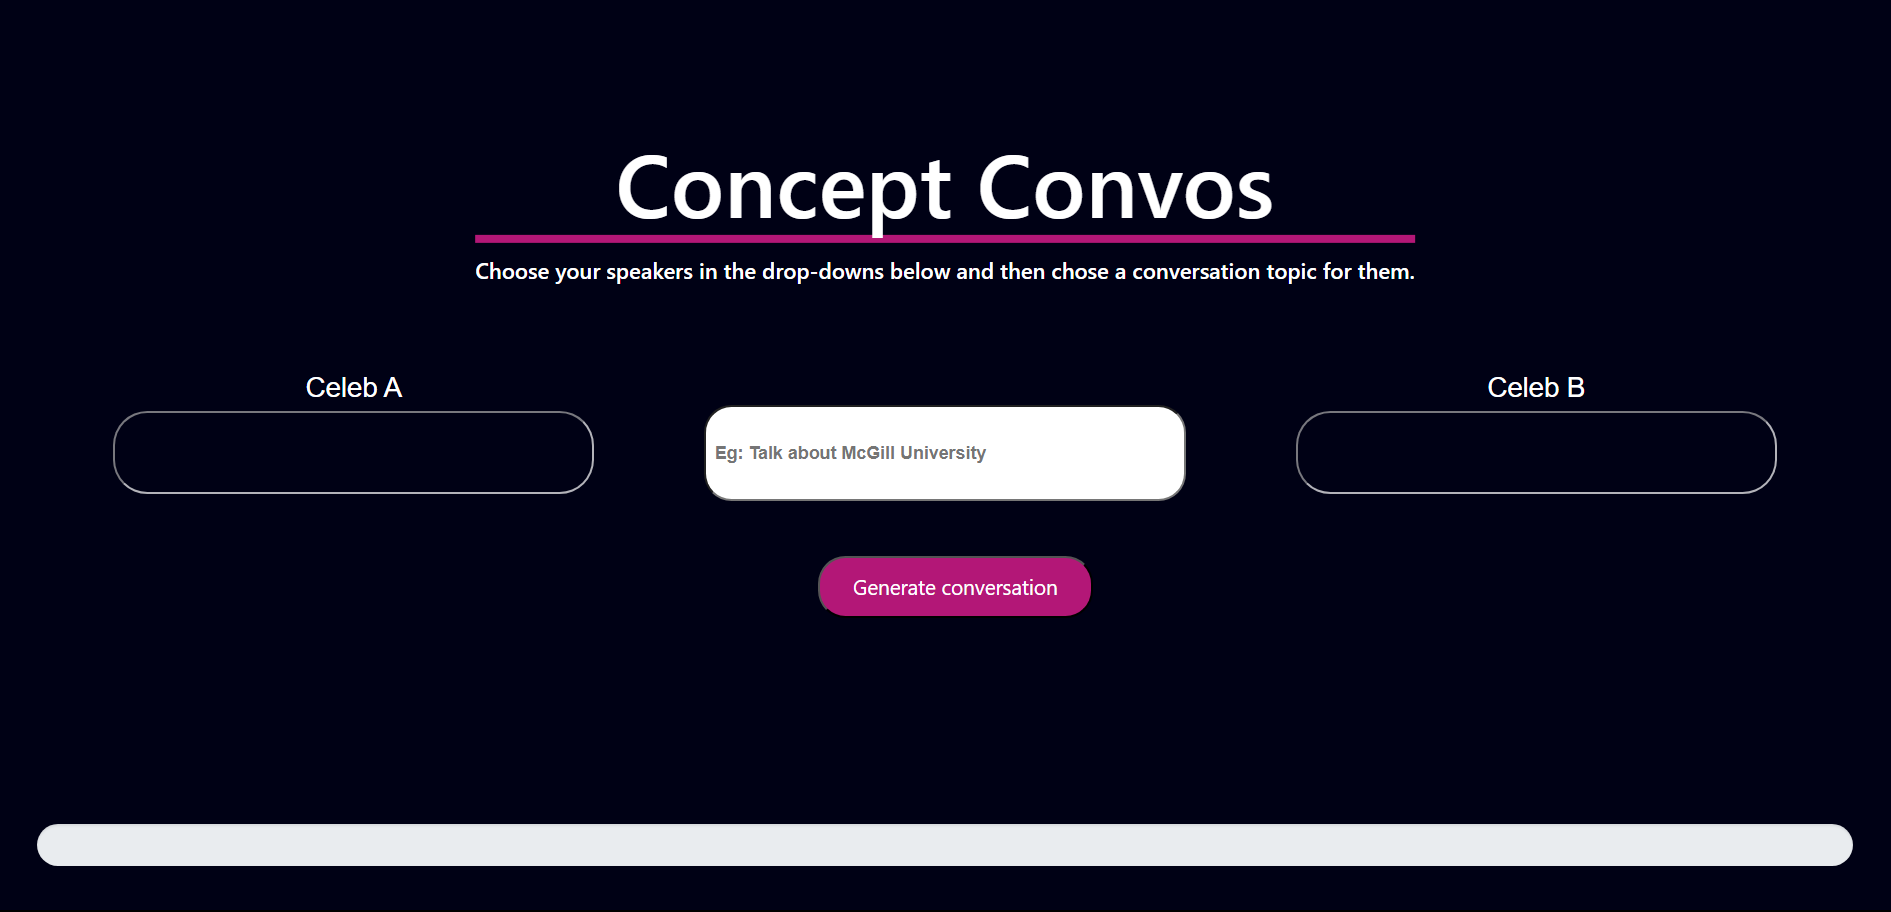 Concept Convos
Choose your speakers in the drop-downs below and then chose a conversation topic for them.
Celeb A
Celeb B
Eg: Talk about McGill University
Generate conversation